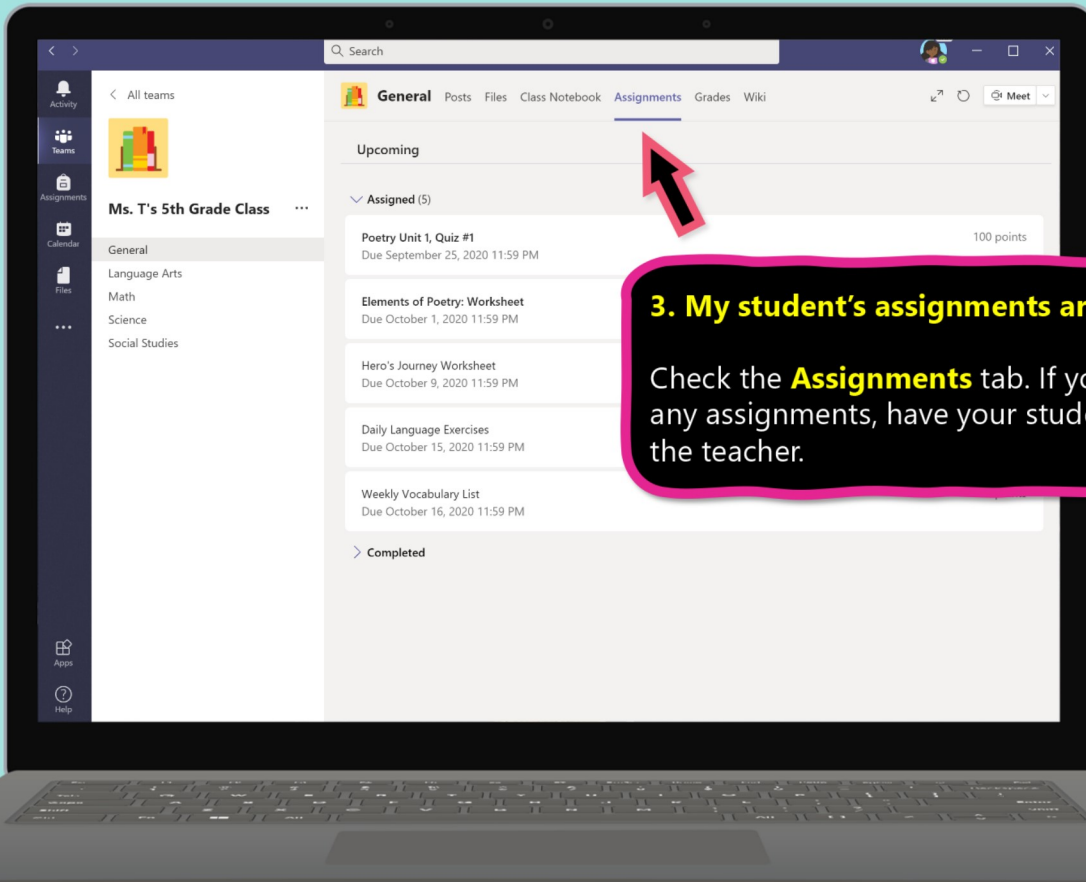 Search
Activity
Teams
Assignments
Calendar
Files
Apps
Help
All teams
Ms. T's 5th Grade Class
General
Language Arts
Math
Science
Social Studies
General Posts Files Class Notebook Assignments Grades Wiki
Meet
Upcoming
Assigned (5)
Poetry Unit 1, Quiz #1
100 points
Due September 25, 2020 11:59 PM
Elements of Poetry: Worksheet
Due October 1, 2020 11:59 PM
Hero's Journey Worksheet
Due October 9, 2020 11:59 PM
Daily Language Exercises
Due October 15, 2020 11:59 PM
Weekly Vocabulary List
Due October 16, 2020 11:59 PM
Completed
3. My student’s assignments
Check the Assignments tab. If
any assignments, have your
the teacher.